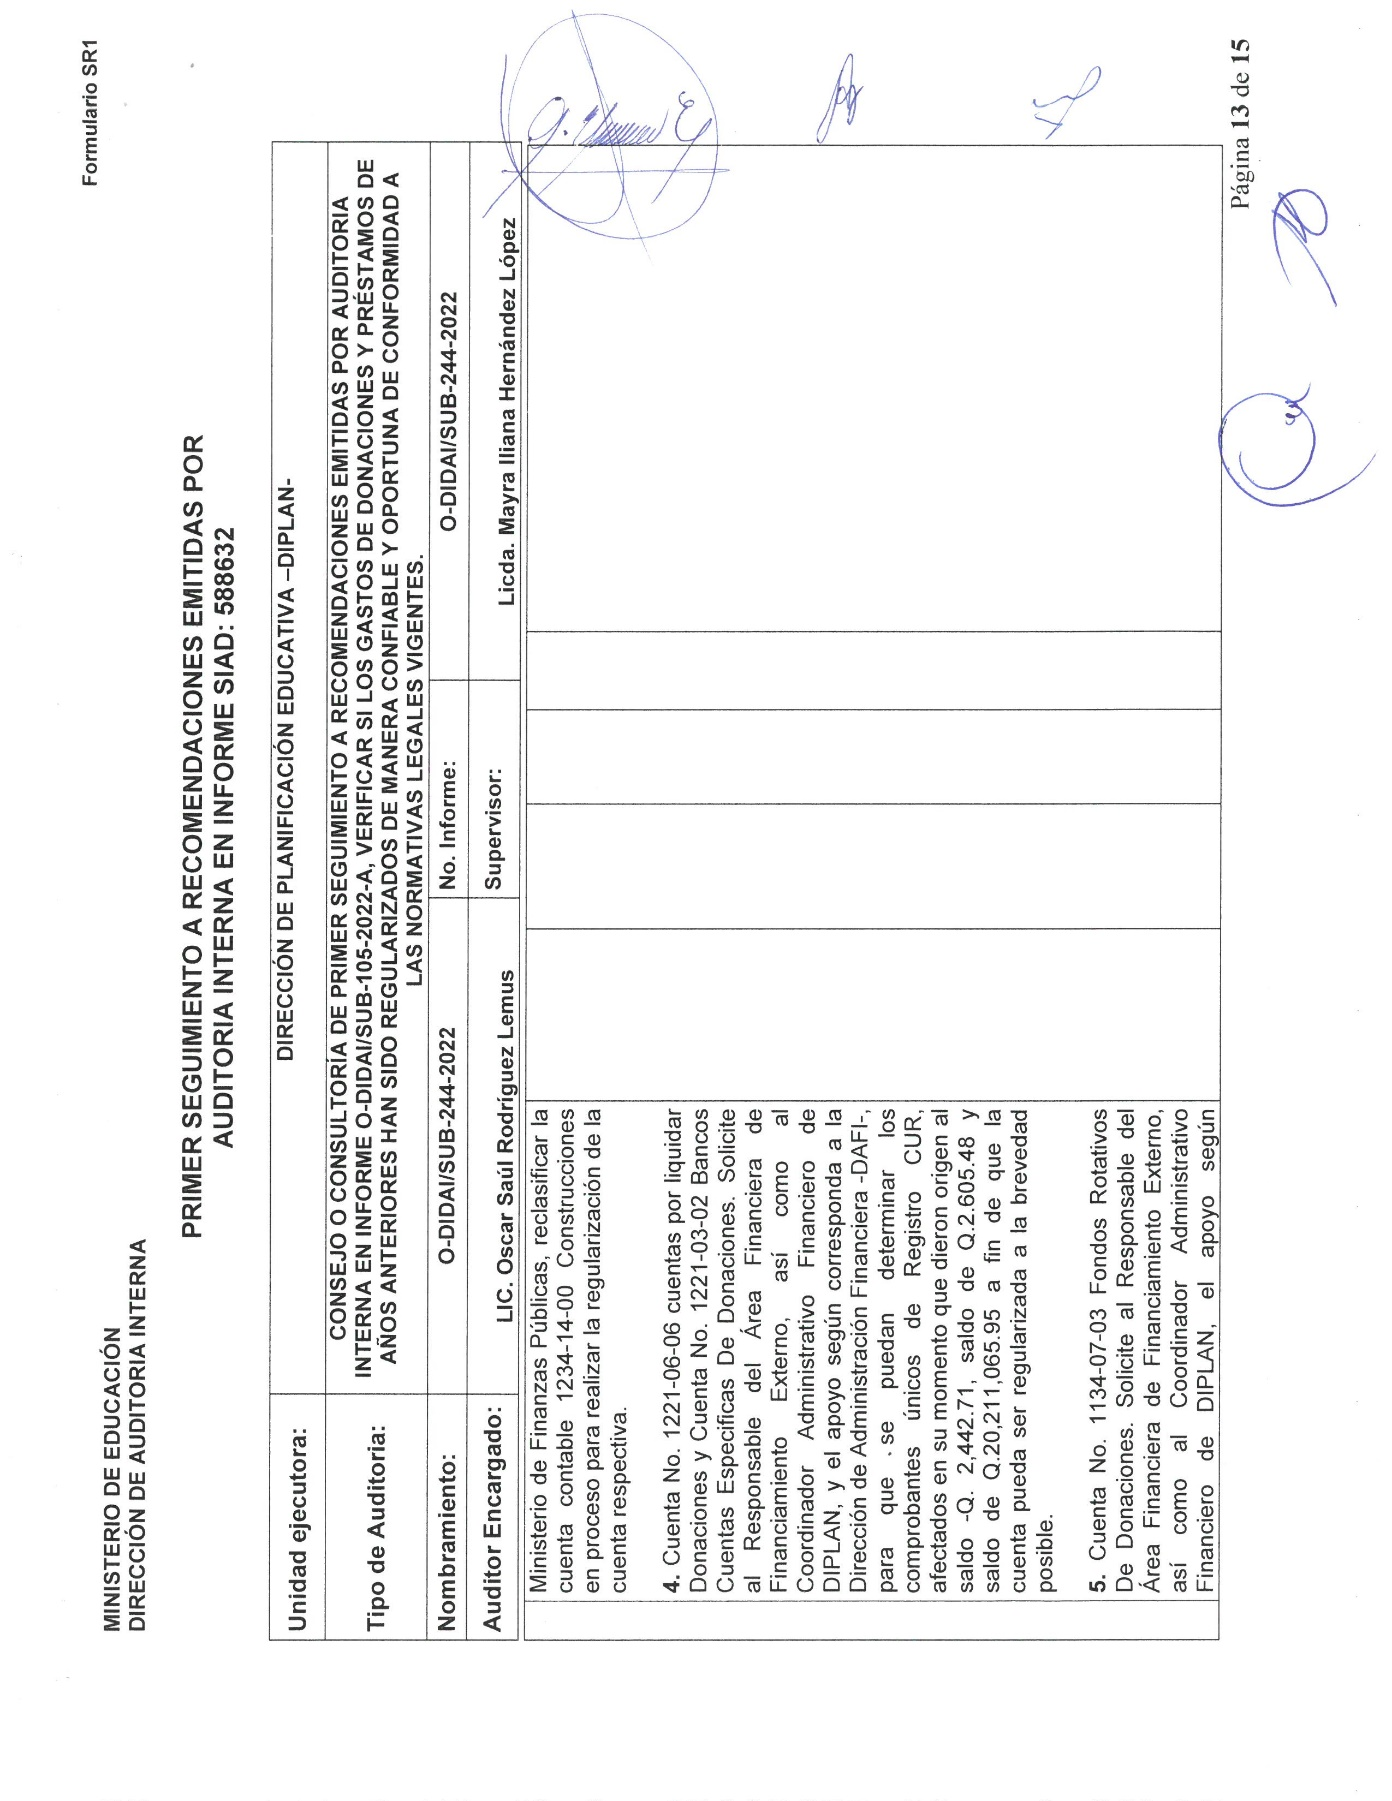 Formulario SR1
MINISTERIO DE EDUCACIÓN
DIRECCIÓN DE AUDITORIA INTERNA
PRIMER SEGUIMIENTO A RECOMENDACIONES EMITIDAS POR
AUDITORIA INTERNA EN INFORME SIAD: 588632
Unidad ejecutora: DIRECCIÓN DE PLANIFICACIÓN EDUCATIVA –DIPLAN-
Tipo de Auditoria: CONSEJO O CONSULTORÍA DE PRIMER SEGUIMIENTO A RECOMENDACIONES EMITIDAS POR AUDITORIA
INTERNA EN INFORME O-DIDAI/SUB-105-2022-A, VERIFICAR SI LOS GASTOS DE DONACIONES Y PRÉSTAMOS DE
AÑOS ANTERIORES HAN SIDO REGULARIZADOS DE MANERA CONFIABLE Y OPORTUNA DE CONFORMIDAD A
LAS NORMATIVAS LEGALES VIGENTES.
Nombramiento: O-DIDAI/SUB-244-2022 No. Informe: O-DIDAI/SUB-244-2022
Auditor Encargado: LIC. Oscar Saúl Rodríguez Lemus Supervisor: Licda. Mayra Iliana Hernández López
Ministerio de Finanzas Públicas, reclasificar la
cuenta contable 1234-14-00 Construcciones
en proceso para realizar la regularización de la
cuenta respectiva.
4. Cuenta No. 1221-06-06 cuentas por liquidar
Donaciones y Cuenta No. 1221-03-02 Bancos
Cuentas Especificas De Donaciones. Solicite
al Responsable del Área Financiera de
Financiamiento Externo, así como al
Coordinador Administrativo Financiero de
DIPLAN, y el apoyo según corresponda a la
Dirección de Administración Financiera -DAFI-,
para que se puedan determinar los
comprobantes únicos de Registro CUR,
afectados en su momento que dieron origen al
saldo -Q. 2,442.71, saldo de Q.2.605.48 y
saldo de Q.20,211,065.95 a fin de que la
cuenta pueda ser regularizada a la brevedad
posible.
5. Cuenta No. 1134-07-03 Fondos Rotativos
De Donaciones. Solicite al Responsable del
Área Financiera de Financiamiento Externo,
así como al Coordinador Administrativo
Financiero de DIPLAN, el apoyo según
Página 13 de 15